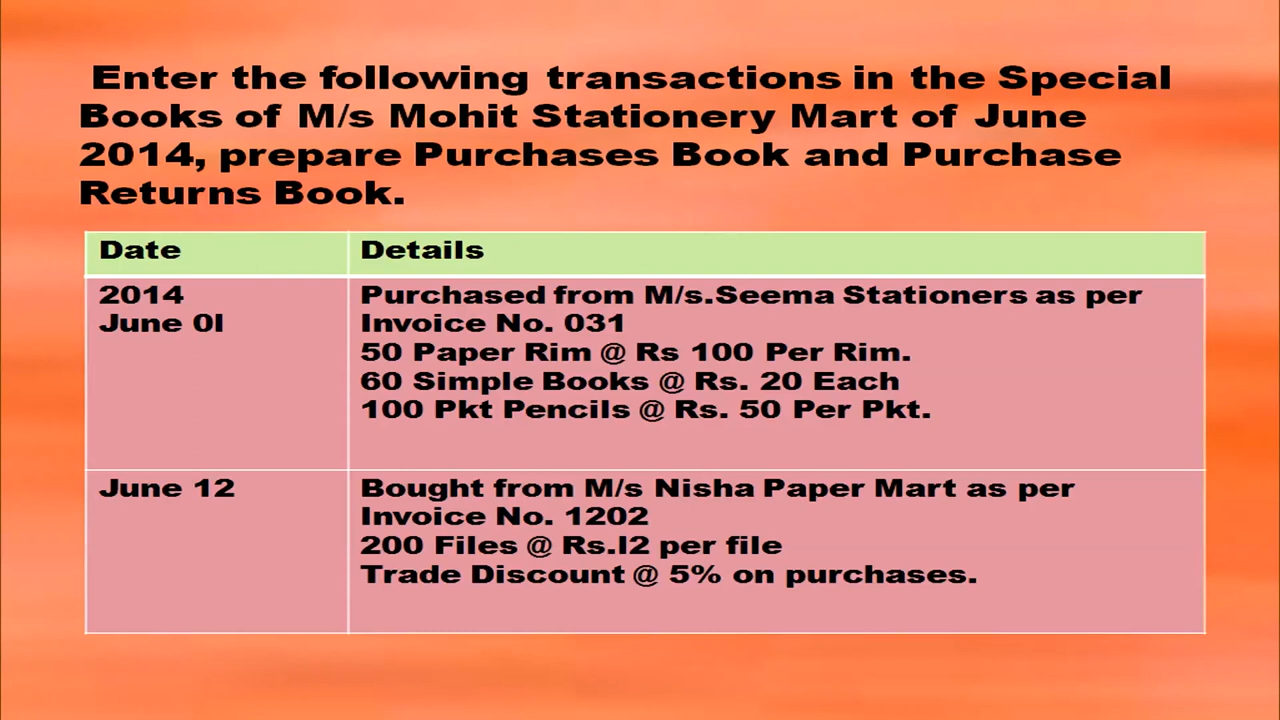 Enter the following transactions in the Special
Books of M/s Mohit Stationery Mart of June
2014, prepare Purchases Book and Purchase
Returns Book.
Date
Details
2014
June 0l
Purchased from M/s.Seema Stationers as per
Invoice No. 031
50 Paper Rim @ Rs 100 Per Rim.
60 Simple Books @ Rs. 20 Each
100 Pkt Pencils @ Rs. 50 Per Pkt.
June 12
Bought from M/s Nisha Paper Mart as per
Invoice No. 1202
200 Files @ Rs.l2 per file
Trade Discount @ 5% on purchases.